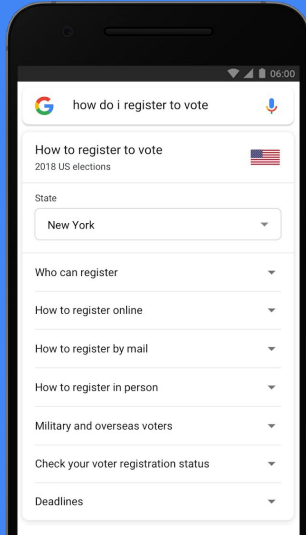 06:00
G how do i register to vote
How to register to vote
2018 US elections
State
New York
Who can register
How to register online
How to register by mail
How to register in person
Military and overseas voters
Check your voter registration status
Deadlines